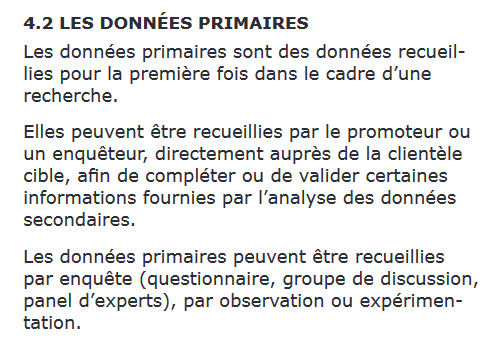 4.2 LES DONNÉES PRIMAIRES
Les données primaires sont des données recueil-
lies pour la première fois dans le cadre d’une
recherche.
Elles peuvent être recueillies par le promoteur ou
un enquêteur, directement auprès de la clientèle
cible, afin de compléter ou de valider certaines
informations fournies par l’analyse des données
secondaires.
Les données primaires peuvent être recueillies
par enquête (questionnaire, groupe de discussion,
panel d’experts), par observation ou expérimen-
tation.